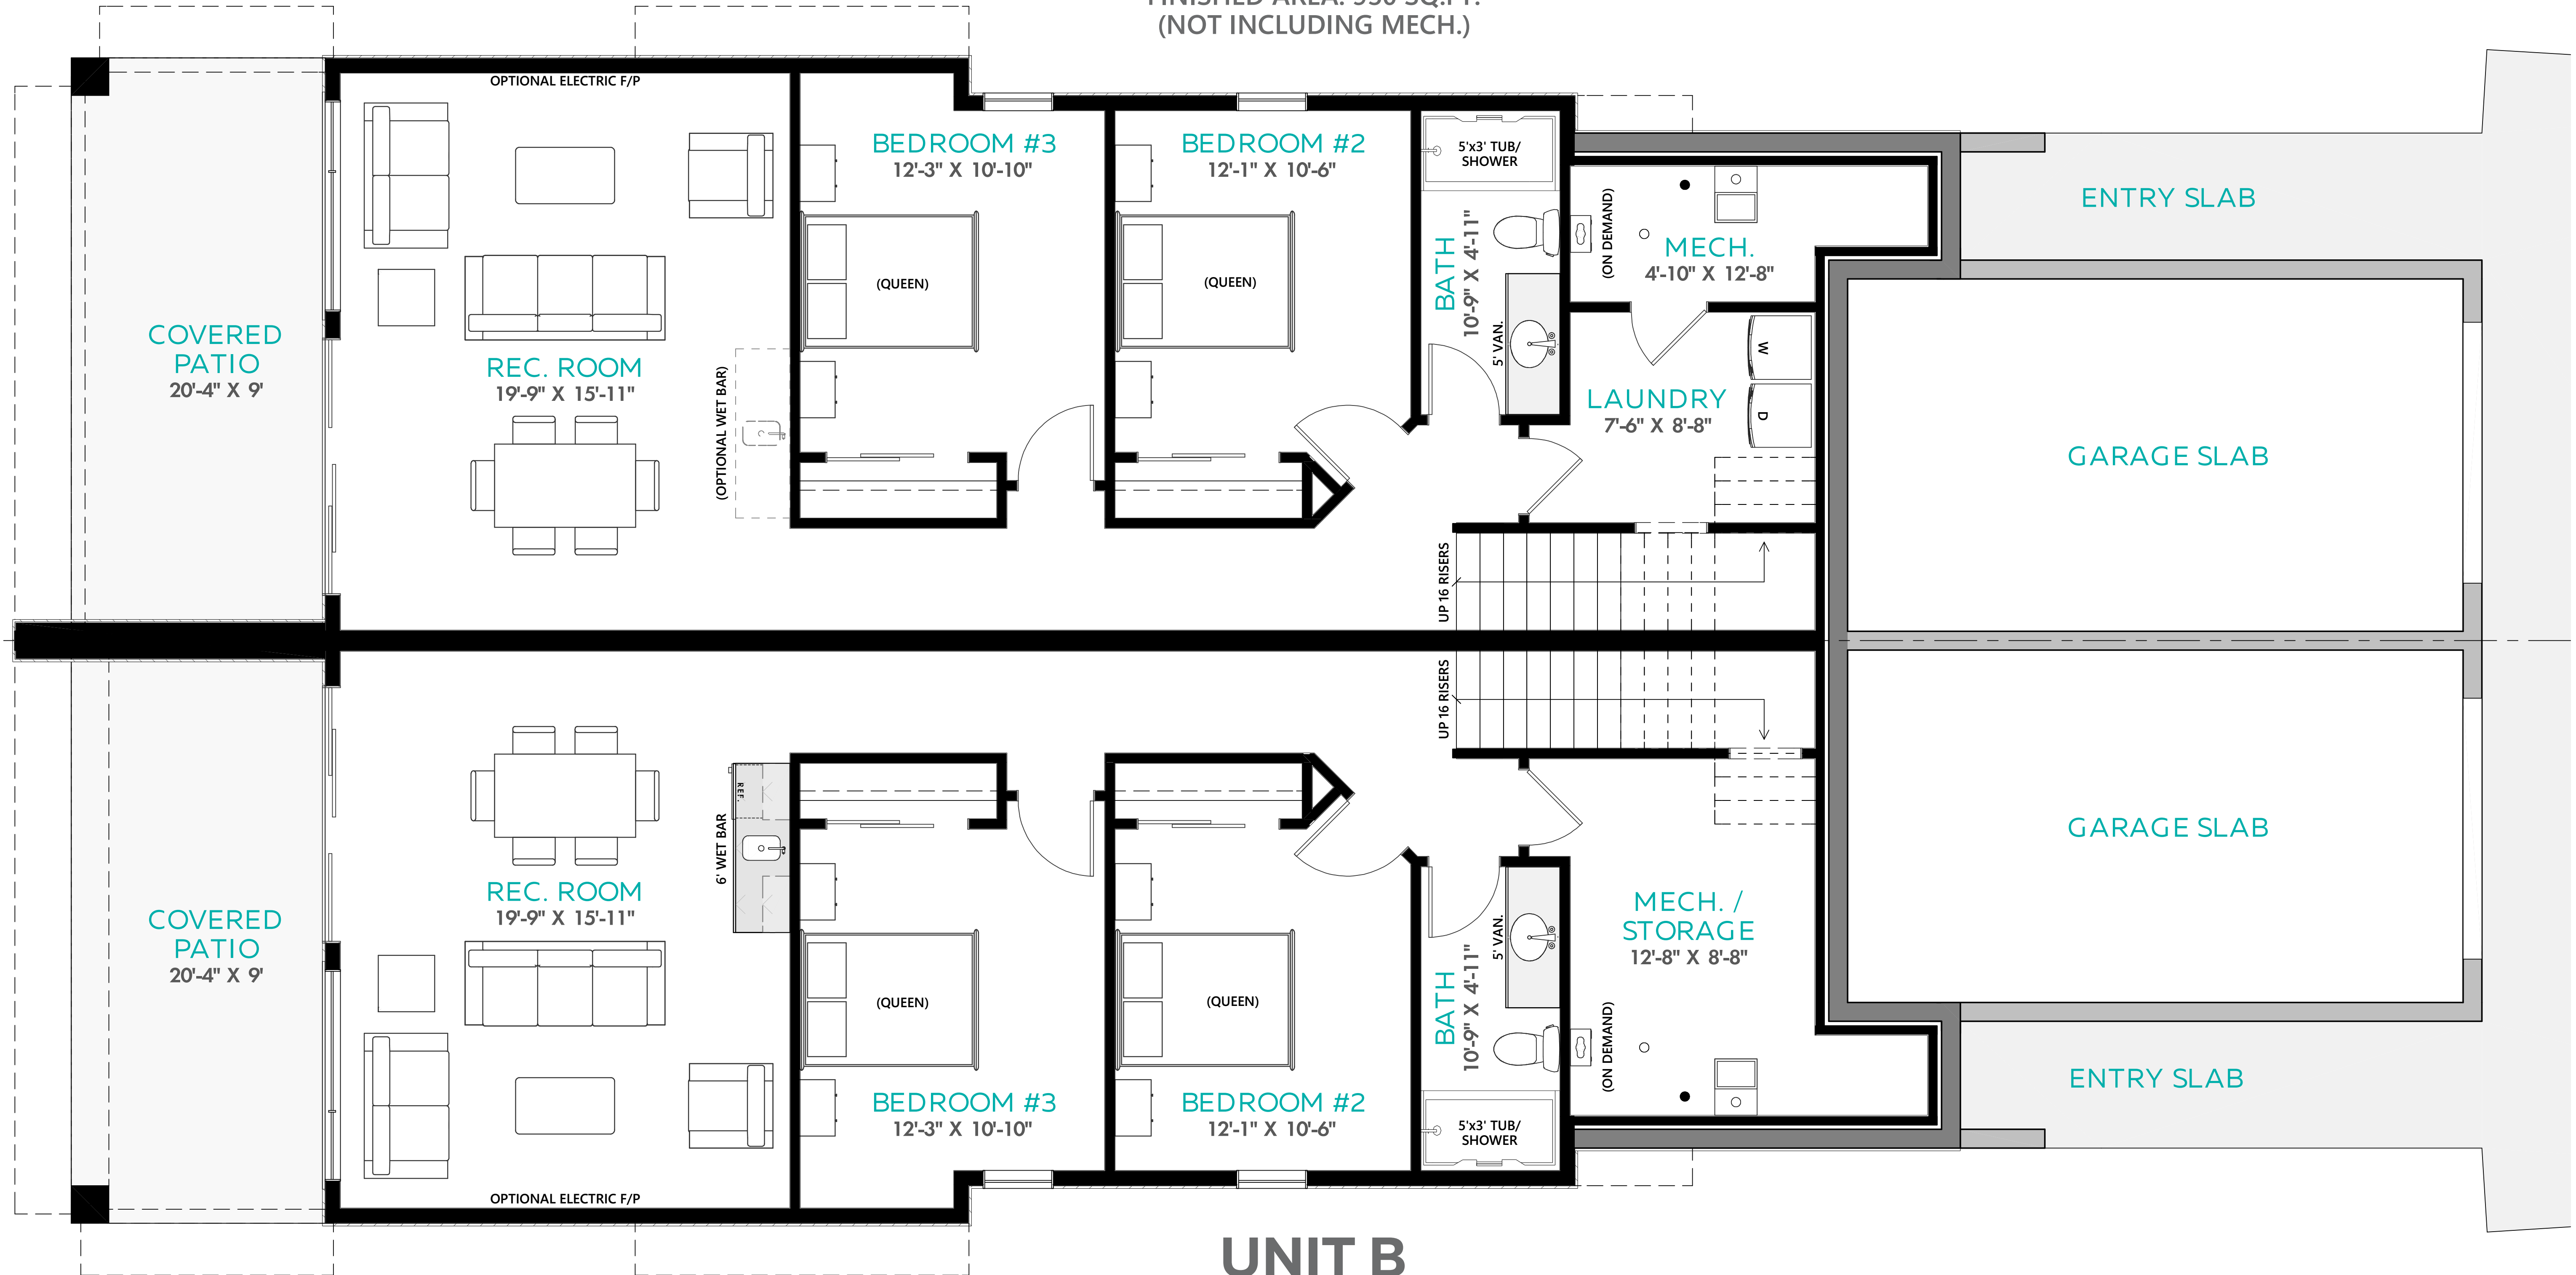 (NOT INCLUDING MECH.)
OPTIONAL ELECTRIC F/P
BEDROOM #3
12'-3" X 10'-10"
BEDROOM #2
12'-1" X 10'-6"
5'x3' TUB/
SHOWER
(ON DEMAND)
MECH.
4'-10" X 12'-8"
ENTRY SLAB
(QUEEN)
(QUEEN)
BATH
10'-9" X 4'-11"
5' VAN.
COVERED
PATIO
20'-4" X 9'
REC. ROOM
19'-9" X 15'-11"
(OPTIONAL WET BAR)
LAUNDRY
7'-6" X 8'-8"
W
D
GARAGE SLAB
UP 16 RISERS
UP 16 RISERS
REF.
6' WET BAR
REC. ROOM
19'-9" X 15'-11"
COVERED
PATIO
20'-4" X 9'
GARAGE SLAB
MECH. /
STORAGE
12'-8" X 8'-8"
5' VAN.
BATH
10'-9" X 4'-11"
(QUEEN)
(QUEEN)
(ON DEMAND)
ENTRY SLAB
BEDROOM #3
12'-3" X 10'-10"
BEDROOM #2
12'-1" X 10'-6"
5'x3' TUB/
SHOWER
OPTIONAL ELECTRIC F/P
UNIT B